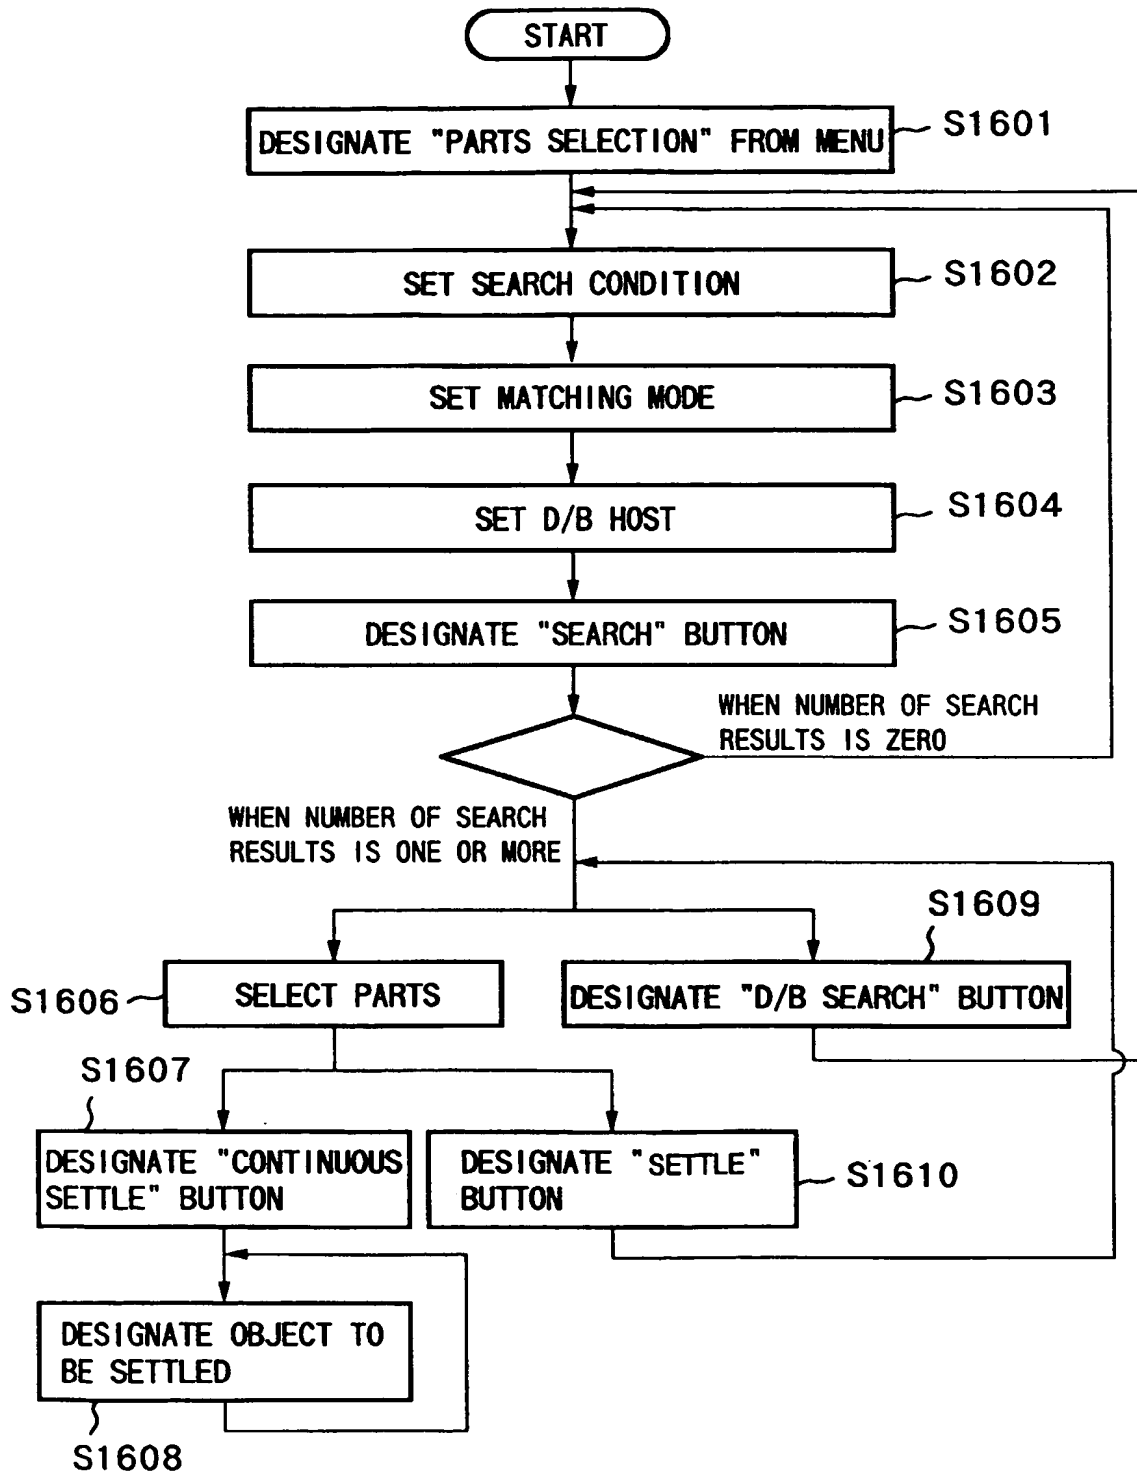 START
DESIGNATE "PARTS SELECTION" FROM MENU
S1601
SET SEARCH CONDITION
S1602
SET MATCHING MODE
S1603
SET D/B HOST
S1604
DESIGNATE "SEARCH" BUTTON
S1605
WHEN NUMBER OF SEARCH
RESULTS IS ZERO
WHEN NUMBER OF SEARCH
RESULTS IS ONE OR MORE
S1609
S1606
SELECT PARTS
DESIGNATE "D/B SEARCH" BUTTON
S1607
DESIGNATE "CONTINUOUS
SETTLE" BUTTON
DESIGNATE "SETTLE"
BUTTON
S1610
DESIGNATE OBJECT TO
BE SETTLED
S1608